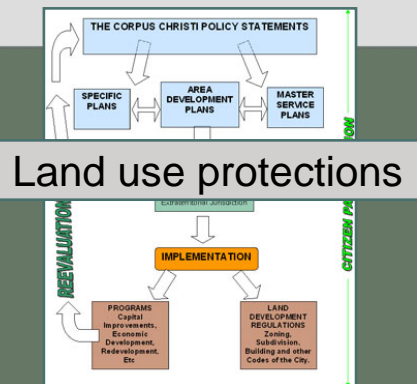 THE CORPUS CHRISTI POLICY STATEMENTS
SPECIFIC
PLANS
AREA
DEVELOPMENT
PLANS
MASTER
SERVICE
PLANS
Land use protections
Extraterritorial Jurisdiction
IMPLEMENTATION
PROGRAMS
Capital
Improvements,
Economic
Development,
Redevelopment,
Etc
LAND
DEVELOPMENT
REGULATIONS
Zoning,
Subdivision,
Building and other
Codes of the City.
REEVALUATION
CITIZEN